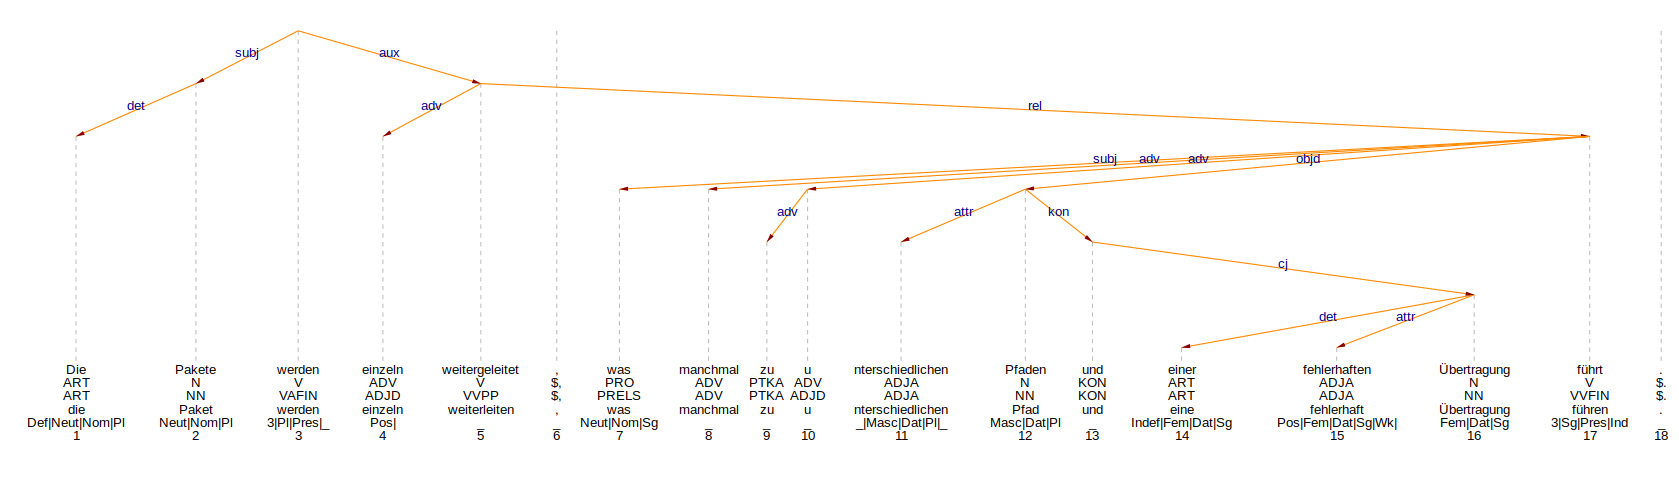 subj aux
det adv rel
subj adv adv objd
adv attr kon
cj
det attr
Die Pakete werden einzeln weitergeleitet , was manchmal zu u nterschiedlichen Pfaden und einer fehlerhaften Übertragung führt .
ART N V ADV V $, PRO ADV PTKA ADV ADJA N KON ART ADJA N V $.
ART NN VAFIN ADJD VVPP $, PRELS ADV PTKA ADJD ADJA NN KON ART ADJA NN VVFIN $.
die Paket werden einzeln weiterleiten , was manchmal zu u nterschiedlichen Pfad und eine fehlerhaft Übertragung führen .
Def|Neut|Nom|Pl Neut|Nom|Pl 3|Pl|Pres|_ Pos| _ _ Neut|Nom|Sg _ _ _ _|Masc|Dat|Pl|_ Masc|Dat|Pl _ Indef|Fem|Dat|Sg Pos|Fem|Dat|Sg|Wk| Fem|Dat|Sg 3|Sg|Pres|Ind _
1 2 3 4 5 6 7 8 9 10 11 12 13 14 15 16 17 18